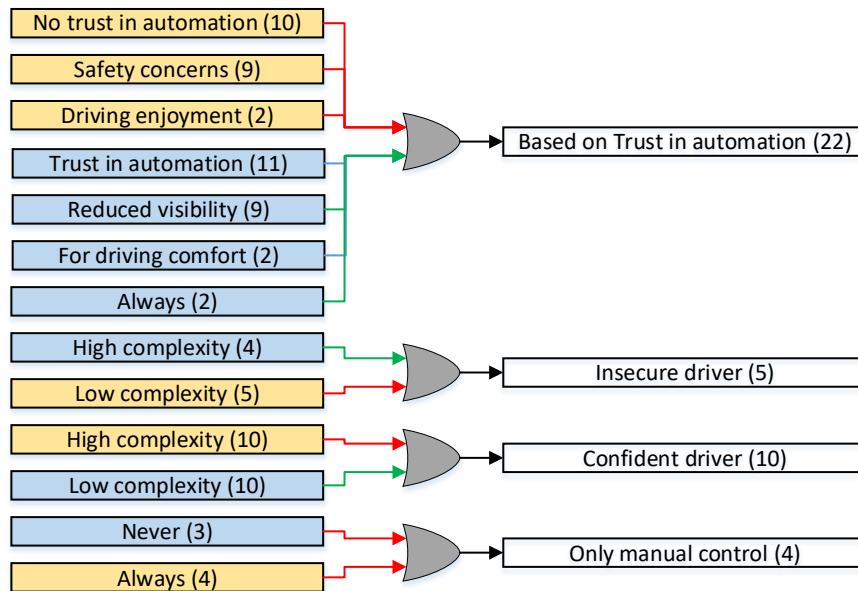 No trust in automation (10)
Safety concerns (9)
Driving enjoyment (2)
Trust in automation (11)
Reduced visibility (9)
For driving comfort (2)
Always (2)
High complexity (4)
Low complexity (5)
High complexity (10)
Low complexity (10)
Never (3)
Always (4)
Based on Trust in automation (22)
Insecure driver (5)
Confident driver (10)
Only manual control (4)